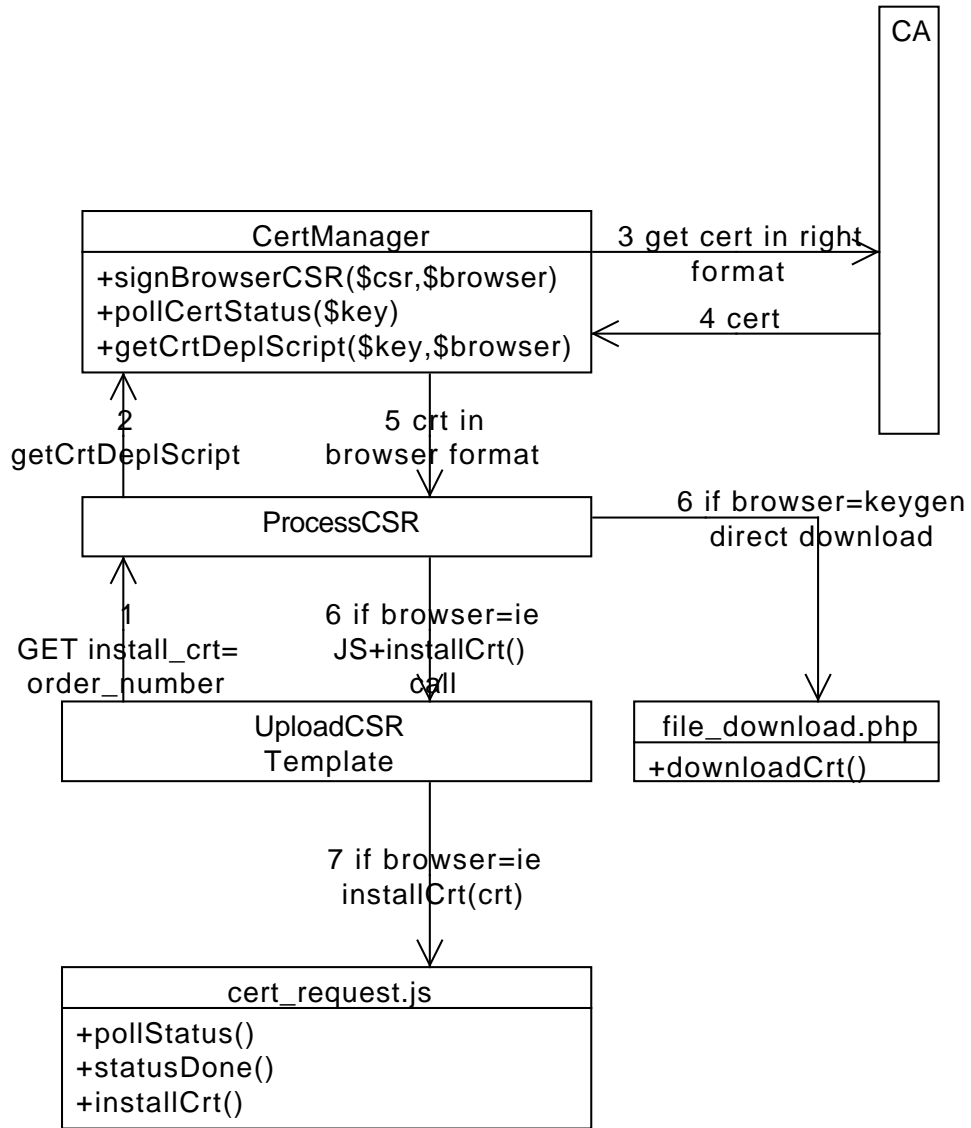 CA
CertManager
+signBrowserCSR($csr,$browser)
+pollCertStatus($key)
+getCrtDeplScript($key,$browser)
3 get cert in right
format
4 cert
2
getCrtDeplScript
5 crt in
browser format
ProcessCSR
6 if browser=keygen
direct download
1
GET install_crt=
order_number
6 if browser=ie
JS+installCrt()
call
UploadCSR
Template
file_download.php
+downloadCrt()
7 if browser=ie
installCrt(crt)
cert_request.js
+pollStatus()
+statusDone()
+installCrt()